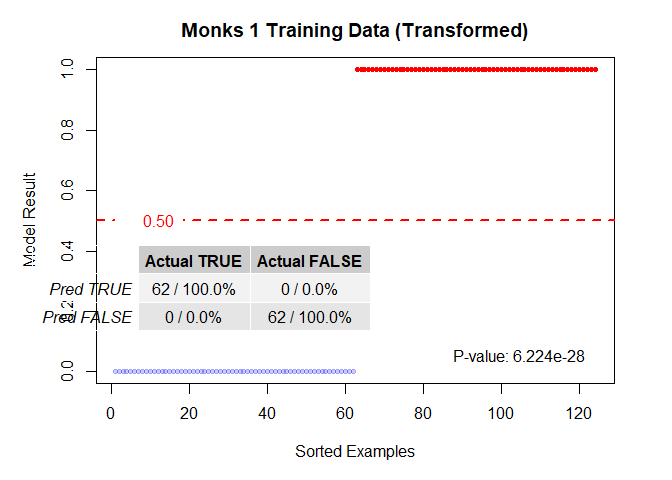 Monks 1 Training Data (Transformed)
Model Result
1.0
0.8
0.6
0.4
0.2
0.0
0.50
Actual TRUE Actual FALSE
Pred TRUE 62 / 100.0% 0 / 0.0%
Pred FALSE 0 / 0.0% 62 / 100.0%
P-value: 6.224e-28
0 20 40 60 80 100 120
Sorted Examples